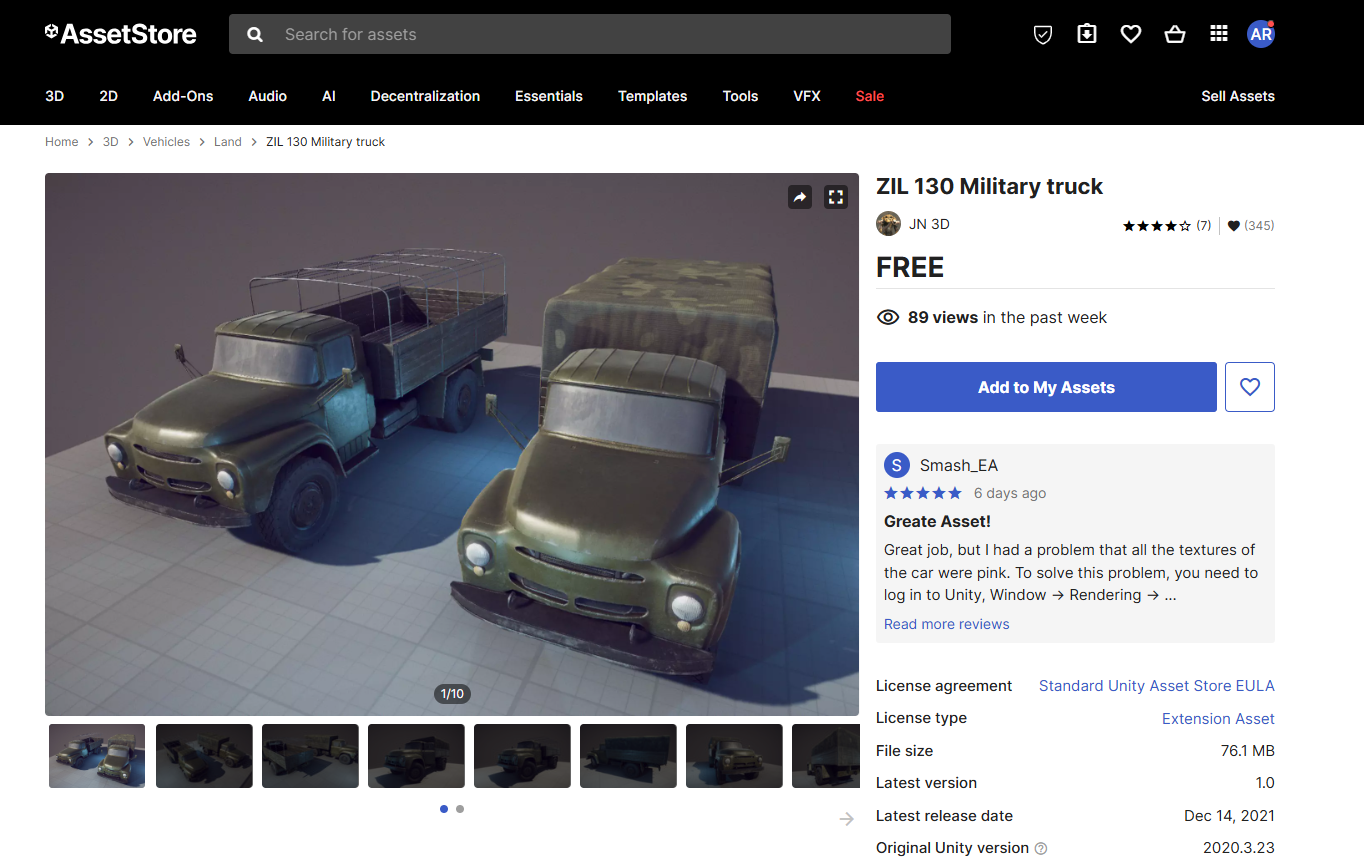 AssetStore
Search for assets
AR
3D 2D Add-Ons Audio AI Decentralization Essentials Templates Tools VFX Sale Sell Assets
Home > 3D > Vehicles > Land > ZIL 130 Military truck
ZIL 130 Military truck
JN 3D
(7) (345)
FREE
89 views in the past week
Add to My Assets
S Smash_EA
6 days ago
Greate Asset!
Great job, but I had a problem that all the textures of
the car were pink. To solve this problem, you need to
log in to Unity, Window → Rendering → ...
Read more reviews
1/10
License agreement Standard Unity Asset Store EULA
License type Extension Asset
File size 76.1 MB
Latest version 1.0
Latest release date Dec 14, 2021
Original Unity version 2020.3.23